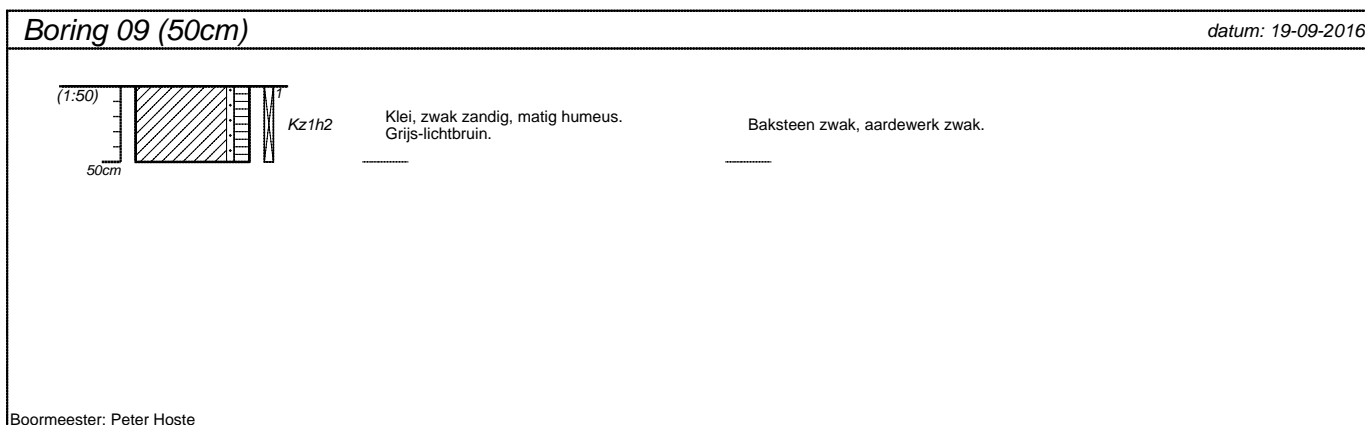 Boring 09 (50cm)
datum: 19-09-2016
(1:50)
1
Kz1h2
Klei, zwak zandig, matig humeus.
Grijs-lichtbruin.
Baksteen zwak, aardewerk zwak.
50cm
Boormeester: Peter Hoste